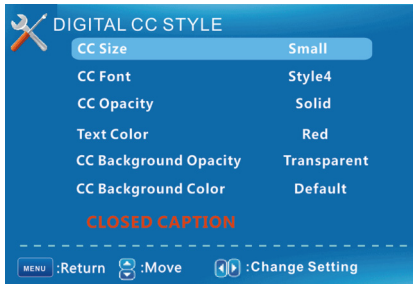 DIGITAL CC STYLE
CC Size Small
CC Font Style4
CC Opacity Solid
Text Color Red
CC Background Opacity Transparent
CC Background Color Default
CLOSED CAPTION
MENU :Return :Move :Change Setting